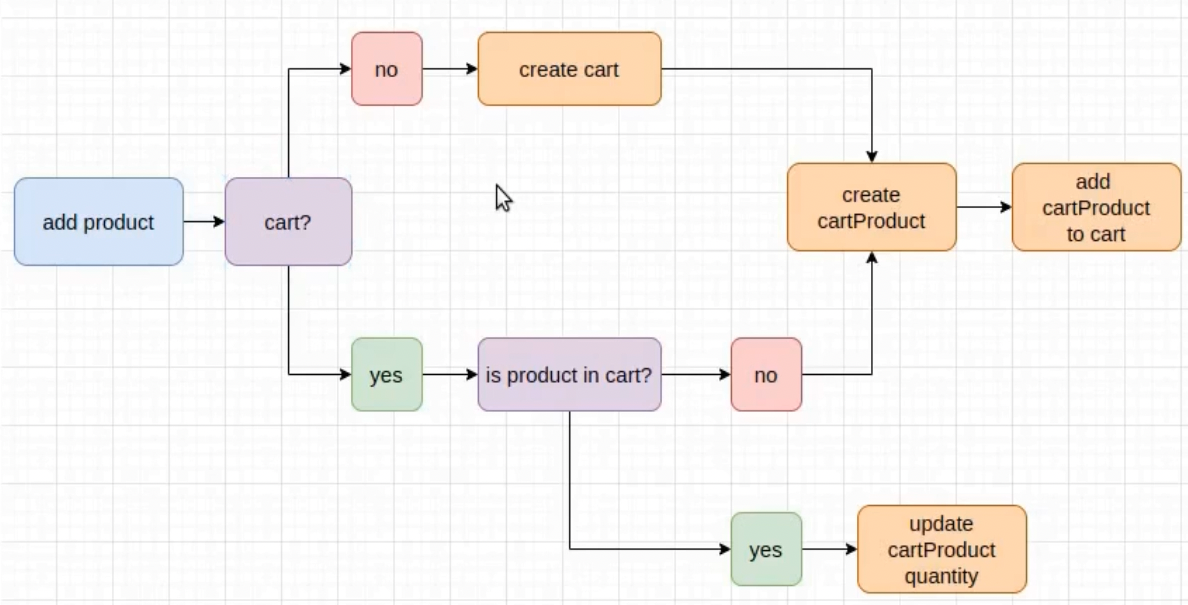 no
create cart
add product
cart?
create
cartProduct
add
cartProduct
to cart
yes
is product in cart?
no
yes
update
cartProduct
quantity